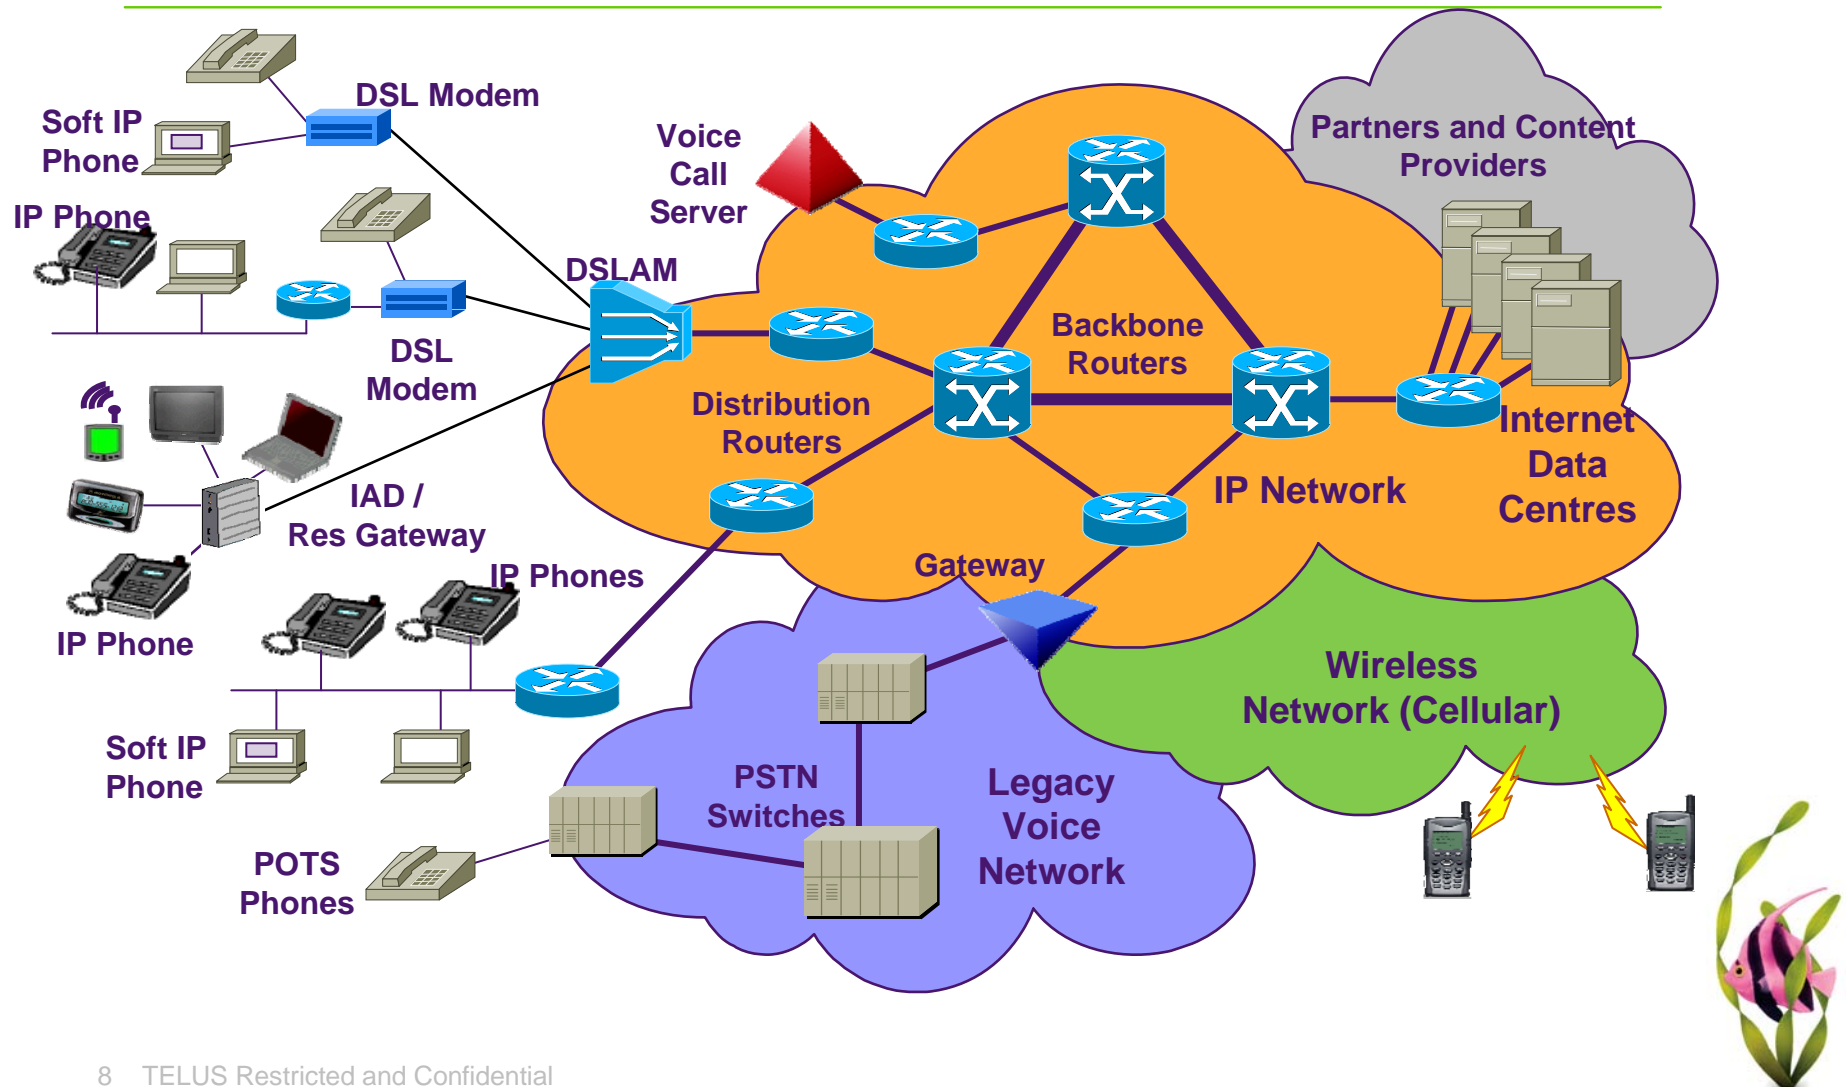 DSL Modem
Soft IP
Phone
IP Phone
DSL
Modem
IAD /
Res Gateway
IP Phone
IP Phones
Soft IP
Phone
POTS
Phones
Voice
Call
Server
DSLAM
Distribution
Routers
Backbone
Routers
IP Network
Gateway
Partners and Content
Providers
Internet
Data
Centres
Wireless
Network (Cellular)
PSTN
Switches
Legacy
Voice
Network
8 TELUS Restricted and Confidential